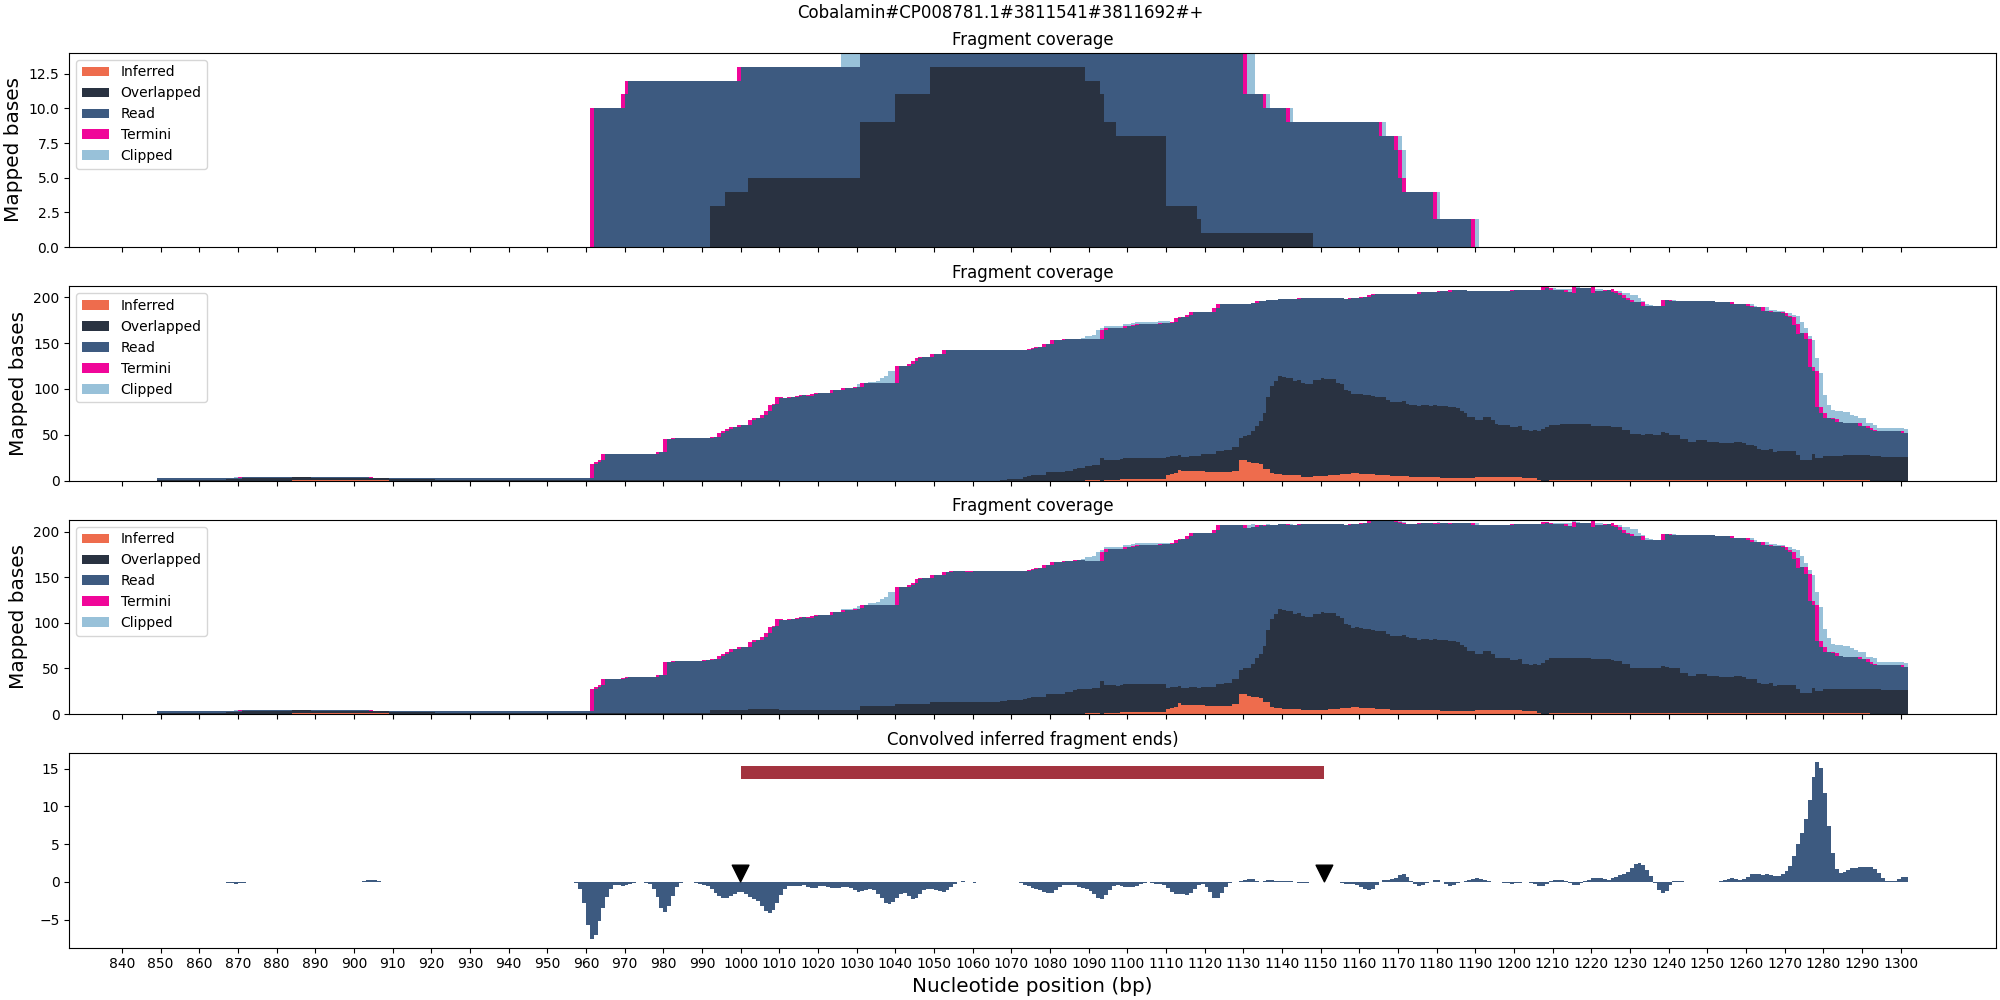 Cobalamin#CP008781.1#3811541#3811692#+
Fragment coverage
Mapped bases
12.5
10.0
7.5
5.0
2.5
0.0
Inferred
Overlapped
Read
Termini
Clipped
Fragment coverage
Mapped bases
200
150
100
50
0
Inferred
Overlapped
Read
Termini
Clipped
Fragment coverage
Mapped bases
200
150
100
50
0
Inferred
Overlapped
Read
Termini
Clipped
Convolved inferred fragment ends)
15
10
5
0
−5
840 850 860 870 880 890 900 910 920 930 940 950 960 970 980 990 1000 1010 1020 1030 1040 1050 1060 1070 1080 1090 1100 1110 1120 1130 1140 1150 1160 1170 1180 1190 1200 1210 1220 1230 1240 1250 1260 1270 1280 1290 1300
Nucleotide position (bp)